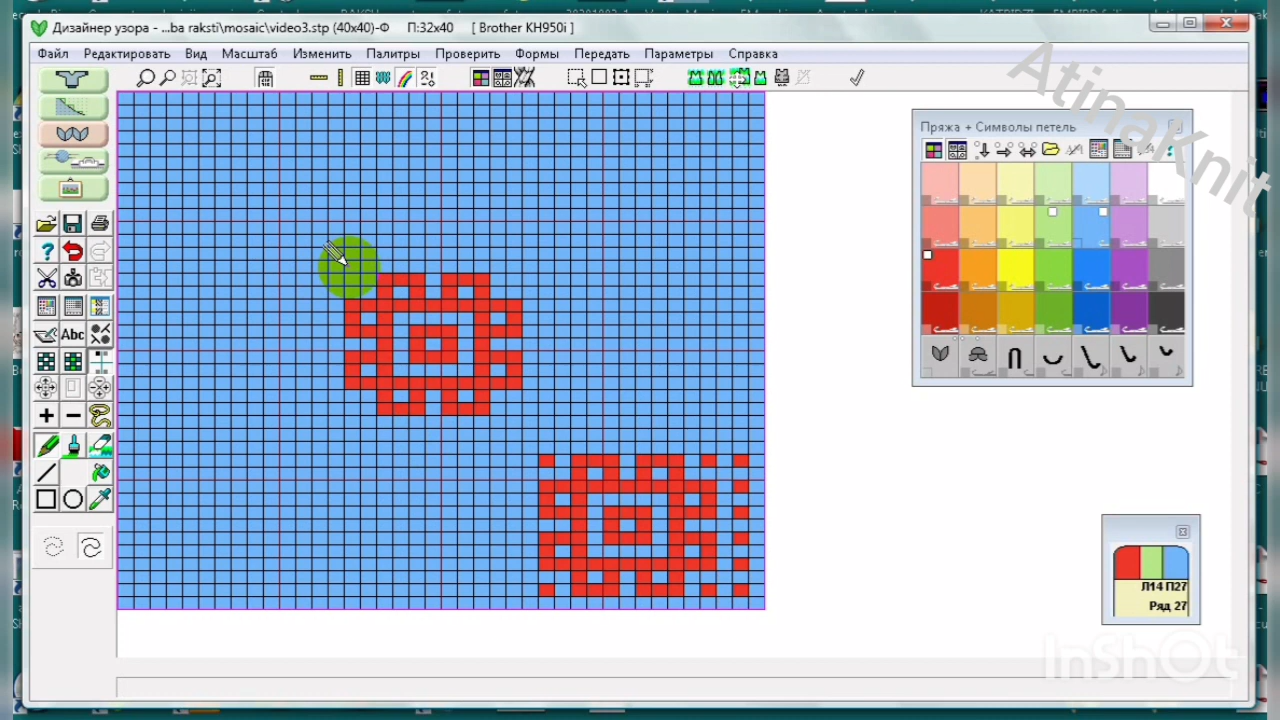 Дизайнер узора - ...ba raksti\mosaic\video3.stp (40x40)-Ф П:32x40 [ Brother KH950i ]
Файл Редактировать Вид Масштаб Изменить Палитры Проверить Формы Передать Параметры Справка
AtinaKnit
Пряжа + Символы петель
Abc
Л14 П27
Ряд 27
InShOt